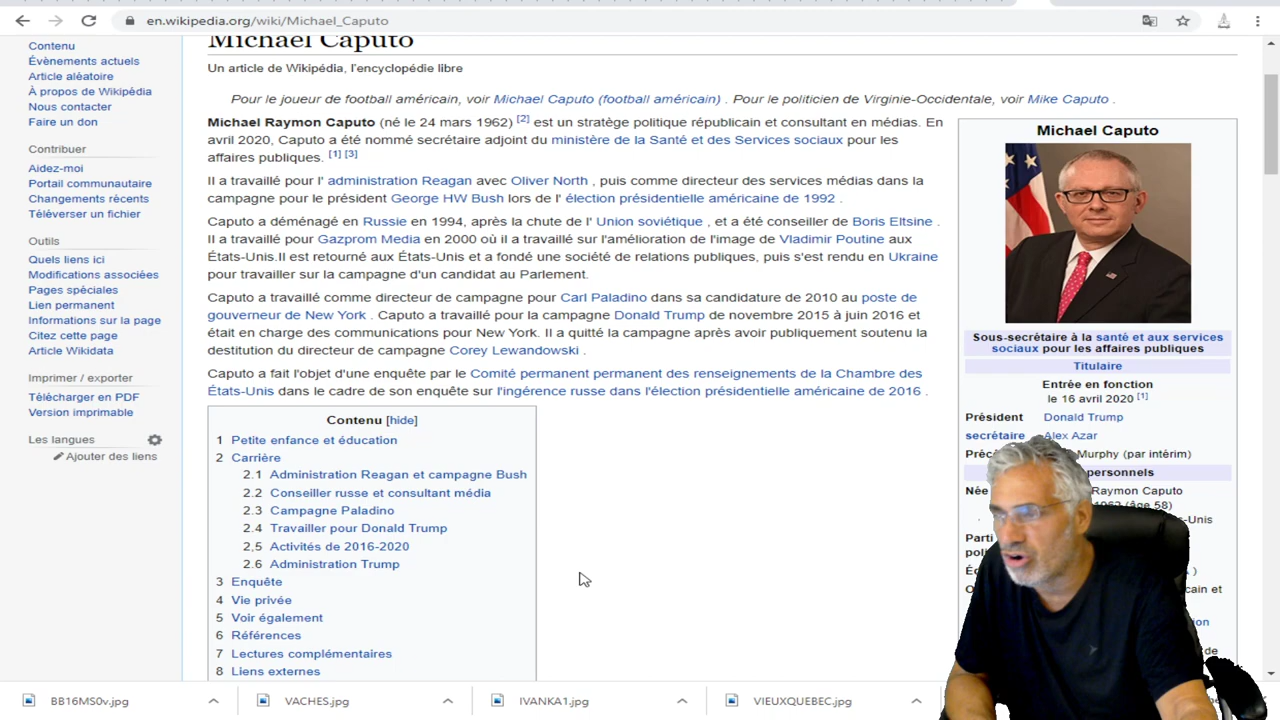 en.wikipedia.org/wiki/Michael_Caputo
Contenu
Évènements actuels
Article aléatoire
À propos de Wikipédia
Nous contacter
Faire un don
Contribuer
Aidez-moi
Portail communautaire
Changements récents
Téléverser un fichier
Outils
Quels liens ici
Modifications associées
Pages spéciales
Lien permanent
Informations sur la page
Citez cette page
Article Wikidata
Imprimer / exporter
Télécharger en PDF
Version imprimable
Les langues
Ajouter des liens
Michael Caputo
Un article de Wikipédia, l'encyclopédie libre
Pour le joueur de football américain, voir Michael Caputo (football américain) . Pour le politicien de Virginie-Occidentale, voir Mike Caputo .
Michael Raymon Caputo (né le 24 mars 1962) [2] est un stratège politique républicain et consultant en médias. En
avril 2020, Caputo a été nommé secrétaire adjoint du ministère de la Santé et des Services sociaux pour les
affaires publiques. [1] [3]
Il a travaillé pour l' administration Reagan avec Oliver North , puis comme directeur des services médias dans la
campagne pour le président George HW Bush lors de l' élection présidentielle américaine de 1992 .
Caputo a déménagé en Russie en 1994, après la chute de l' Union soviétique , et a été conseiller de Boris Eltsine .
Il a travaillé pour Gazprom Media en 2000 où il a travaillé sur l'amélioration de l'image de Vladimir Poutine aux
États-Unis.Il est retourné aux États-Unis et a fondé une société de relations publiques, puis s'est rendu en Ukraine
pour travailler sur la campagne d'un candidat au Parlement.
Caputo a travaillé comme directeur de campagne pour Carl Paladino dans sa candidature de 2010 au poste de
gouverneur de New York . Caputo a travaillé pour la campagne Donald Trump de novembre 2015 à juin 2016 et
était en charge des communications pour New York. Il a quitté la campagne après avoir publiquement soutenu la
destitution du directeur de campagne Corey Lewandowski .
Caputo a fait l'objet d'une enquête par le Comité permanent permanent des renseignements de la Chambre des
États-Unis dans le cadre de son enquête sur l'ingérence russe dans l'élection présidentielle américaine de 2016 .
Contenu [hide]
1 Petite enfance et éducation
2 Carrière
2.1 Administration Reagan et campagne Bush
2.2 Conseiller russe et consultant média
2.3 Campagne Paladino
2.4 Travailler pour Donald Trump
2,5 Activités de 2016-2020
2.6 Administration Trump
3 Enquête
4 Vie privée
5 Voir également
6 Références
7 Lectures complémentaires
8 Liens externes
Michael Caputo
Sous-secrétaire à la santé et aux services
sociaux pour les affaires publiques
Titulaire
Entrée en fonction
le 16 avril 2020 [1]
Président Donald Trump
secrétaire Alex Azar
Murphy (par intérim)
personnels
Née Raymon Caputo
1962 (âge 58)
Parti
BB16MS0v.jpg
VACHES.jpg
IVANKA1.jpg
VIEUXQUEBEC.jpg